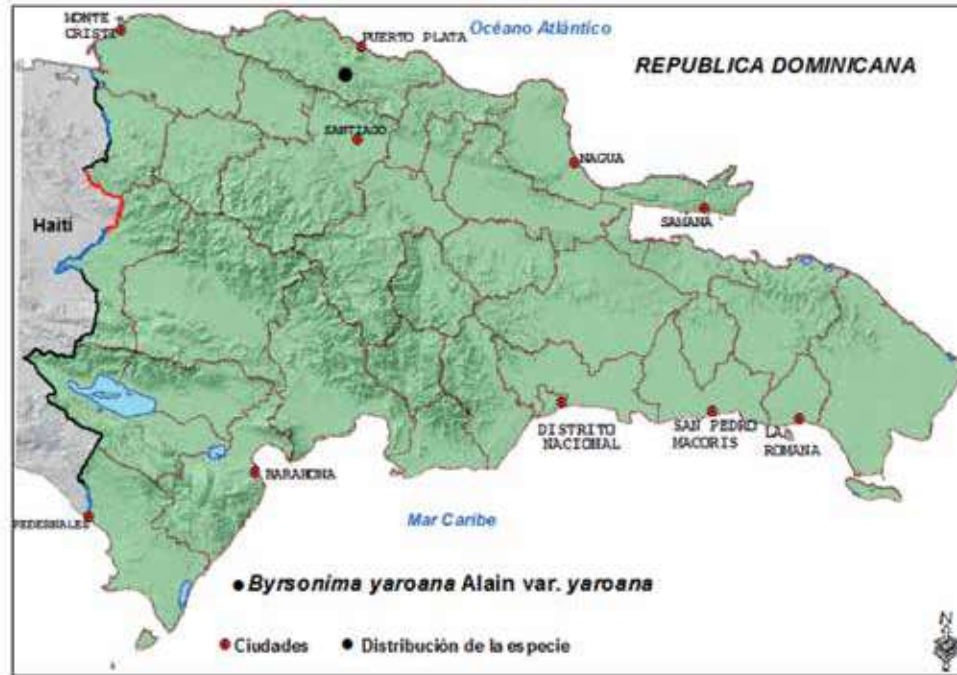 MONTE
CRISTI
Océano Atlántico
PUERTO PLATA
REPUBLICA DOMINICANA
SANTIAGO
NAGUA
SAMANA
Haití
DISTRITO
NACIONAL
SAN PEDRO
MACORIS
LA
ROMANA
BARAHONA
PEDERNALES
Mar Caribe
Byrsonima yaroana Alain var. yaroana
Ciudades
Distribución de la especie
N